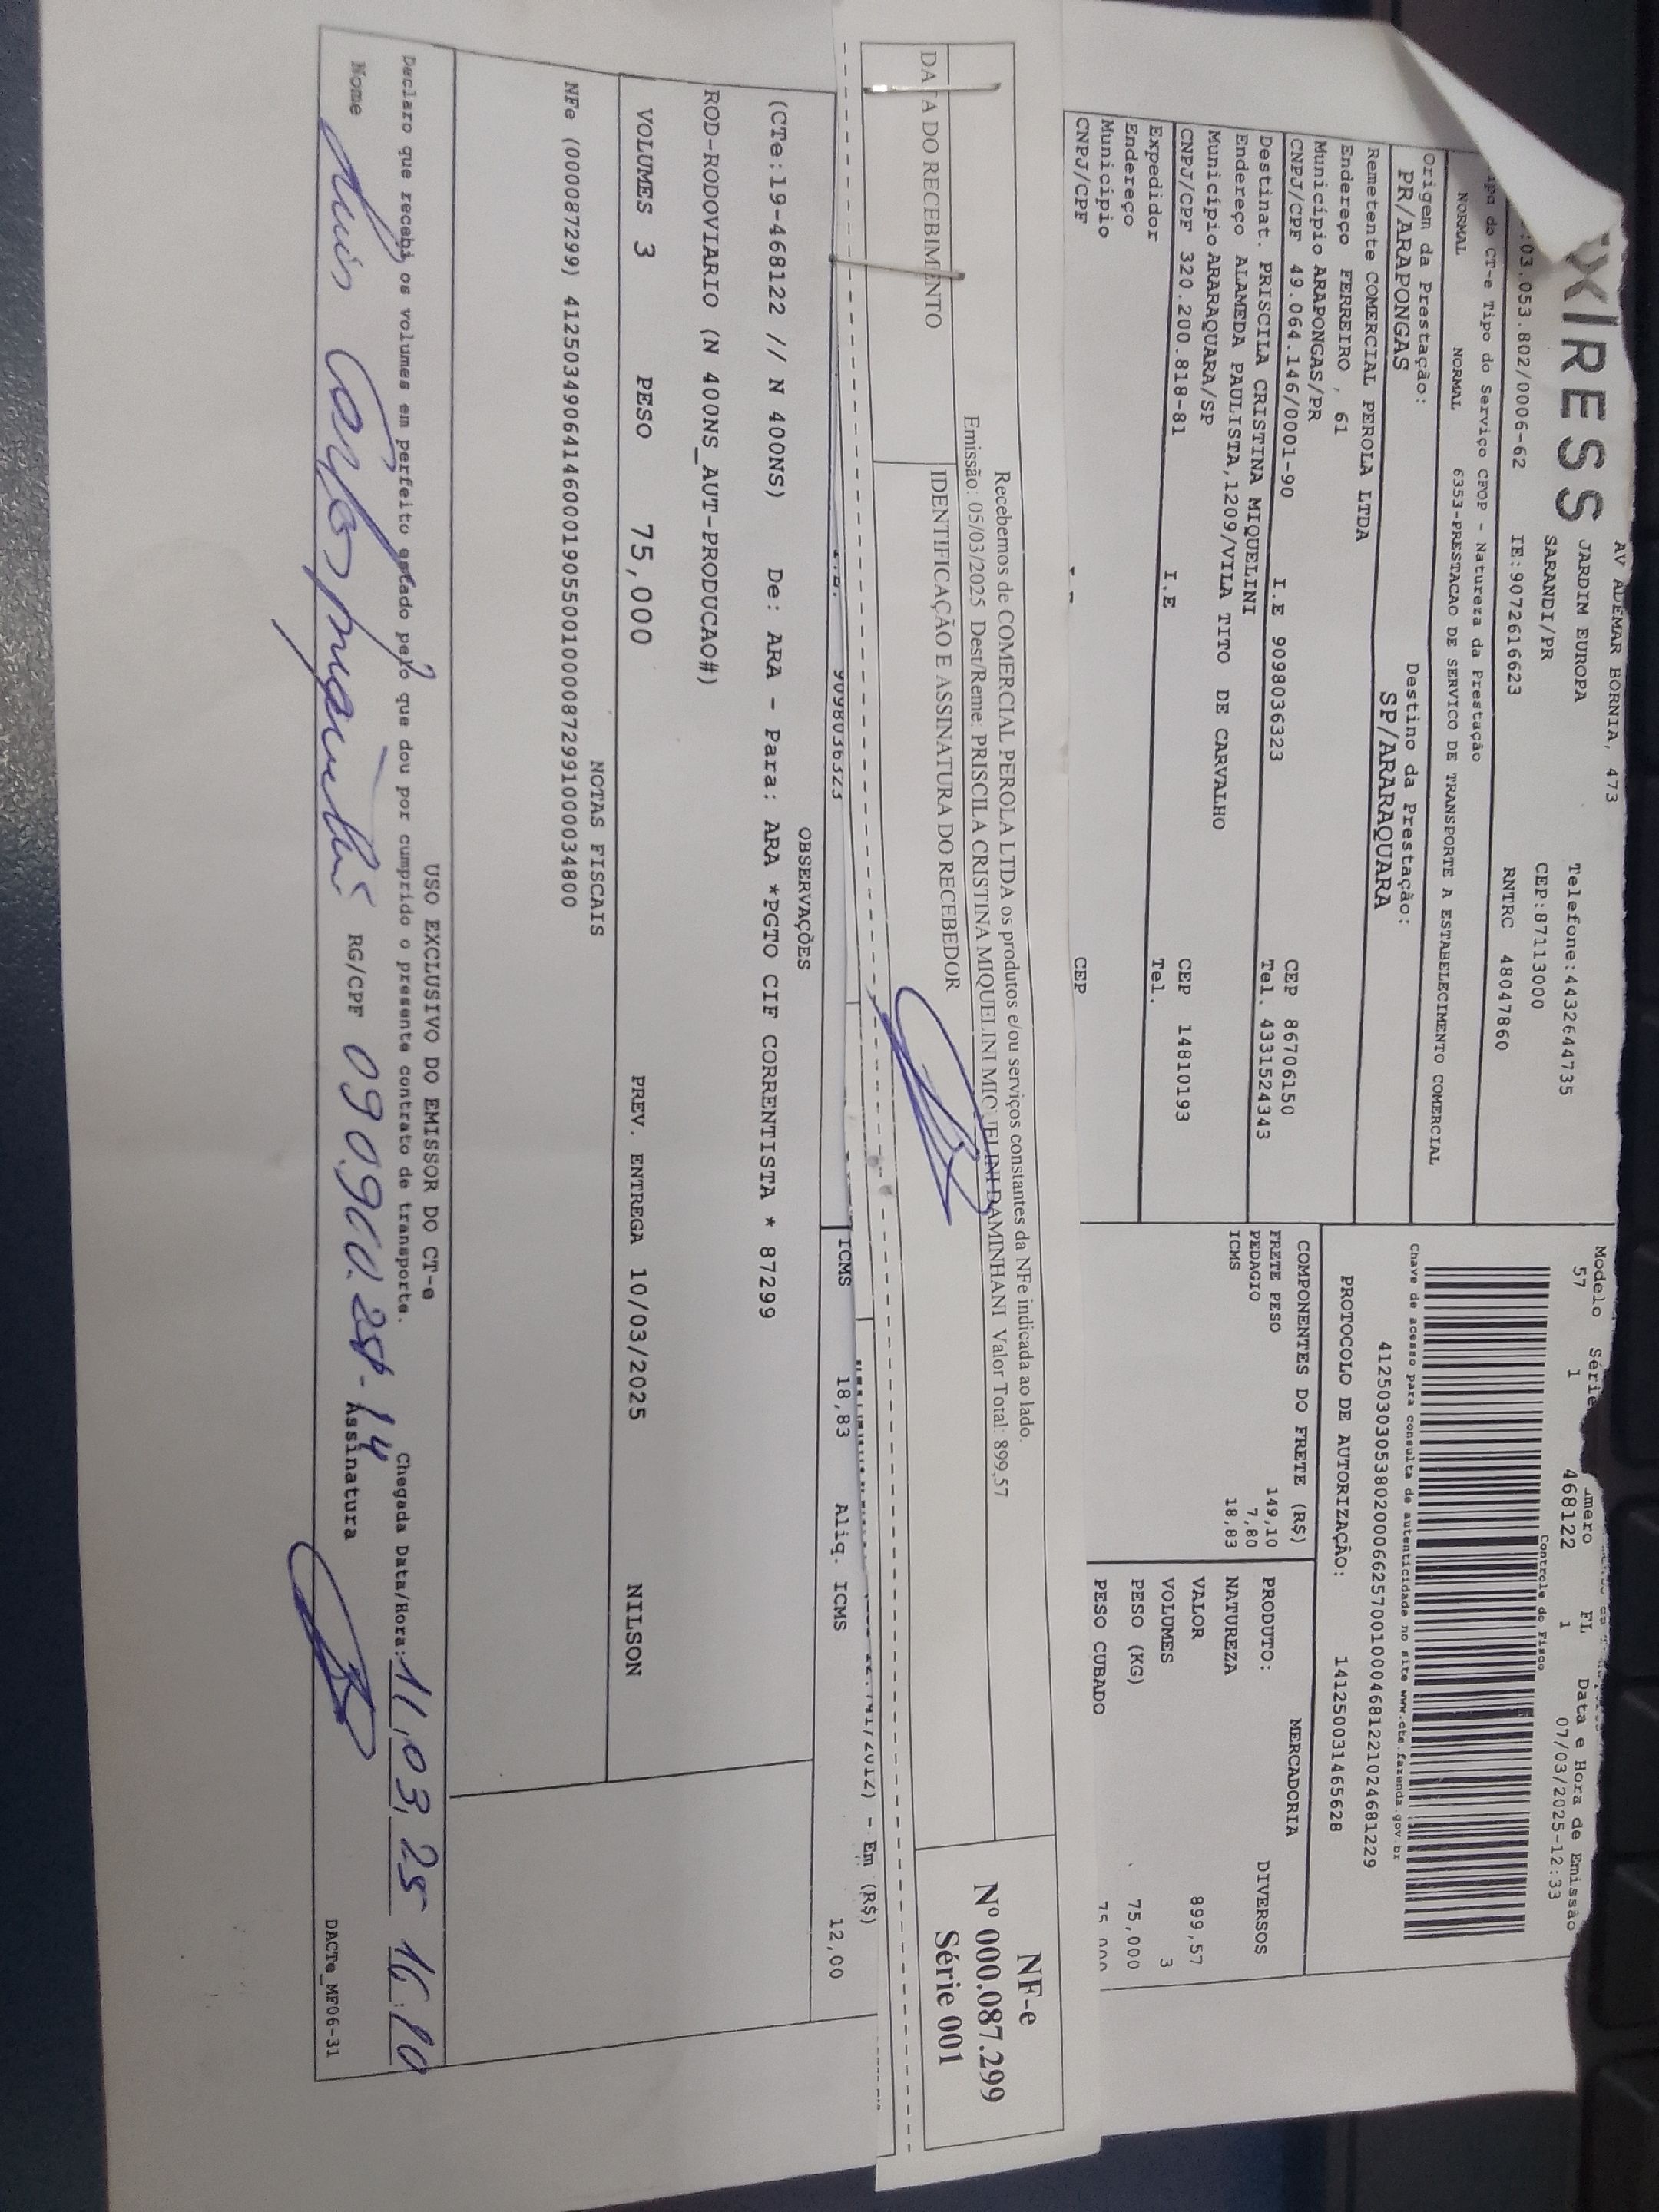 XIRESS
AV ADEMAR BORNIA, 473
JARDIM EUROPA
Telefone:4432644735
SARANDI/PR
CEP:87113000
:03.053.802/0006-62 IE:9072616623 RNTRC 48047860
Modelo Série FL Data e Hora de Emissão
57 1 468122 1 07/03/2025-12:33
Controle do Fisco
do CT-e Tipo do Serviço CFOP - Natureza da Prestação
NORMAL NORMAL 6353-PRESTACAO DE SERVICO DE TRANSPORTE A ESTABELECIMENTO COMERCIAL
Chave de acesso para consulta de autenticidade no site www.cte.fazenda.gov.br
41250303053802000662570010004681221024681229
Origem da Prestação: Destino da Prestação:
PR/ARAPONGAS SP/ARARAQUARA
PROTOCOLO DE AUTORIZAÇÃO: 141250031465628
Remetente COMERCIAL PEROLA LTDA
Endereço FERREIRO , 61
Município ARAPONGAS/PR CEP 86706150
CNPJ/CPF 49.064.146/0001-90 I.E 9098036323 Tel. 4331524343
Destinat. PRISCILA CRISTINA MIQUELINI
Endereço ALAMEDA PAULISTA,1209/VILA TITO DE CARVALHO
Município ARARAQUARA/SP CEP 14810193
CNPJ/CPF 320.200.818-81 I.E Tel.
Expedidor
Endereço
Município CEP
CNPJ/CPF
COMPONENTES DO FRETE (R$)
FRETE PESO 149,10
PEDAGIO 7,80
ICMS 18,83
MERCADORIA
PRODUTO: DIVERSOS
NATUREZA
VALOR 899,57
VOLUMES 3
PESO (KG) 75,000
PESO CUBADO 75,000
Recebemos de COMERCIAL PEROLA LTDA os produtos e/ou serviços constantes da NFe indicada ao lado.
Emissão: 05/03/2025 Dest/Reme: PRISCILA CRISTINA MIQUELINI MIQUELINI DAMINHANI Valor Total: 899,57
DATA DO RECEBIMENTO IDENTIFICAÇÃO E ASSINATURA DO RECEBEDOR
NF-e
Nº 000.087.299
Série 001
9098036323
12.741/2012) - Em (R$)
ICMS 18,83 Aliq. ICMS 12,00
OBSERVAÇÕES
(CTe:19-468122 // N 400NS) De: ARA - Para: ARA *PGTO CIF CORRENTISTA * 87299
ROD-RODOVIARIO (N 400NS_AUT-PRODUCAO#)
VOLUMES 3 PESO 75,000 PREV. ENTREGA 10/03/2025 NILSON
NOTAS FISCAIS
NFe (000087299) 41250349064146000190550010000872991000034800
USO EXCLUSIVO DO EMISSOR DO CT-e
Declaro que recebi os volumes em perfeito estado pelo que dou por cumprido o presente contrato de transporte. Chegada Data/Hora: 11,03,25 16:10
Nome Luis Carlos RG/CPF Assinatura
DACTe_MF06-31